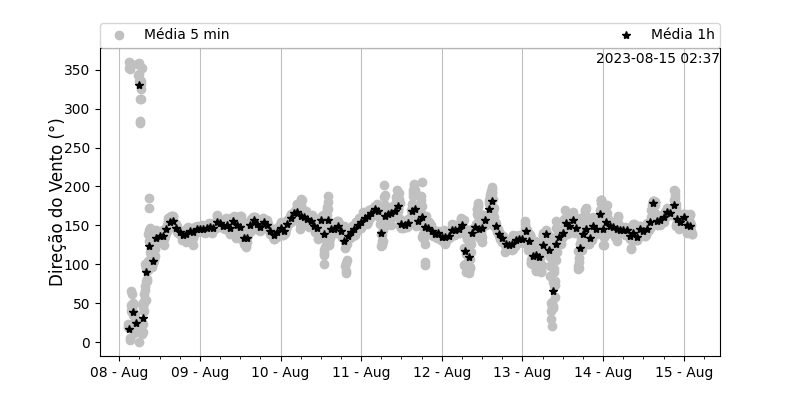 Média 5 min
Média 1h
2023-08-15 02:37
Direção do Vento (°)
350
300
250
200
150
100
50
0
08 - Aug
09 - Aug
10 - Aug
11 - Aug
12 - Aug
13 - Aug
14 - Aug
15 - Aug